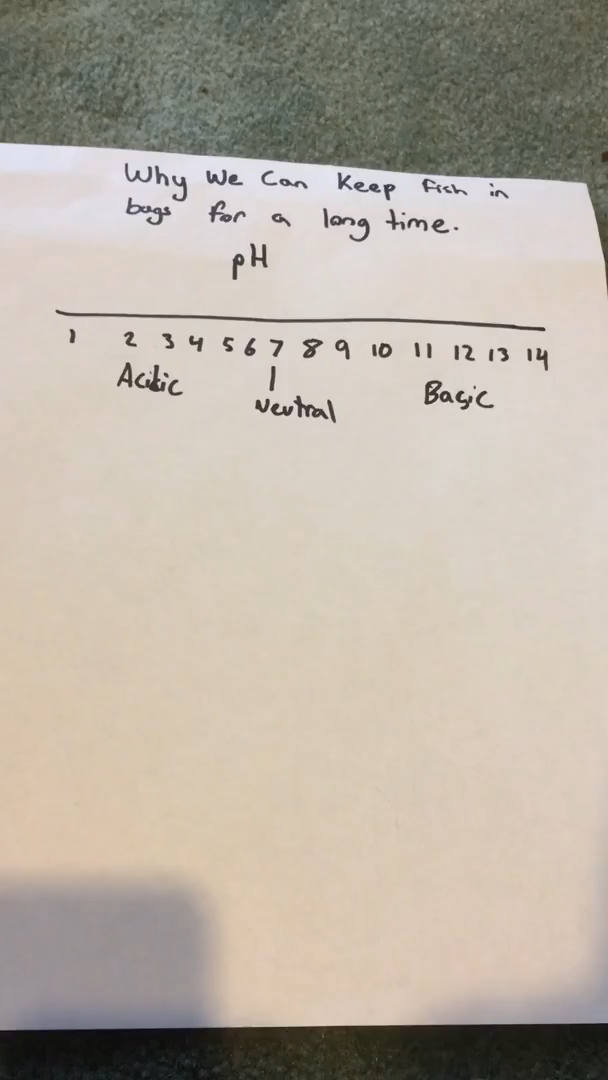 Why We Can Keep fish in
bags for a long time.
pH
1 2 3 4 5 6 7 8 9 10 11 12 13 14
Acidic Neutral Basic